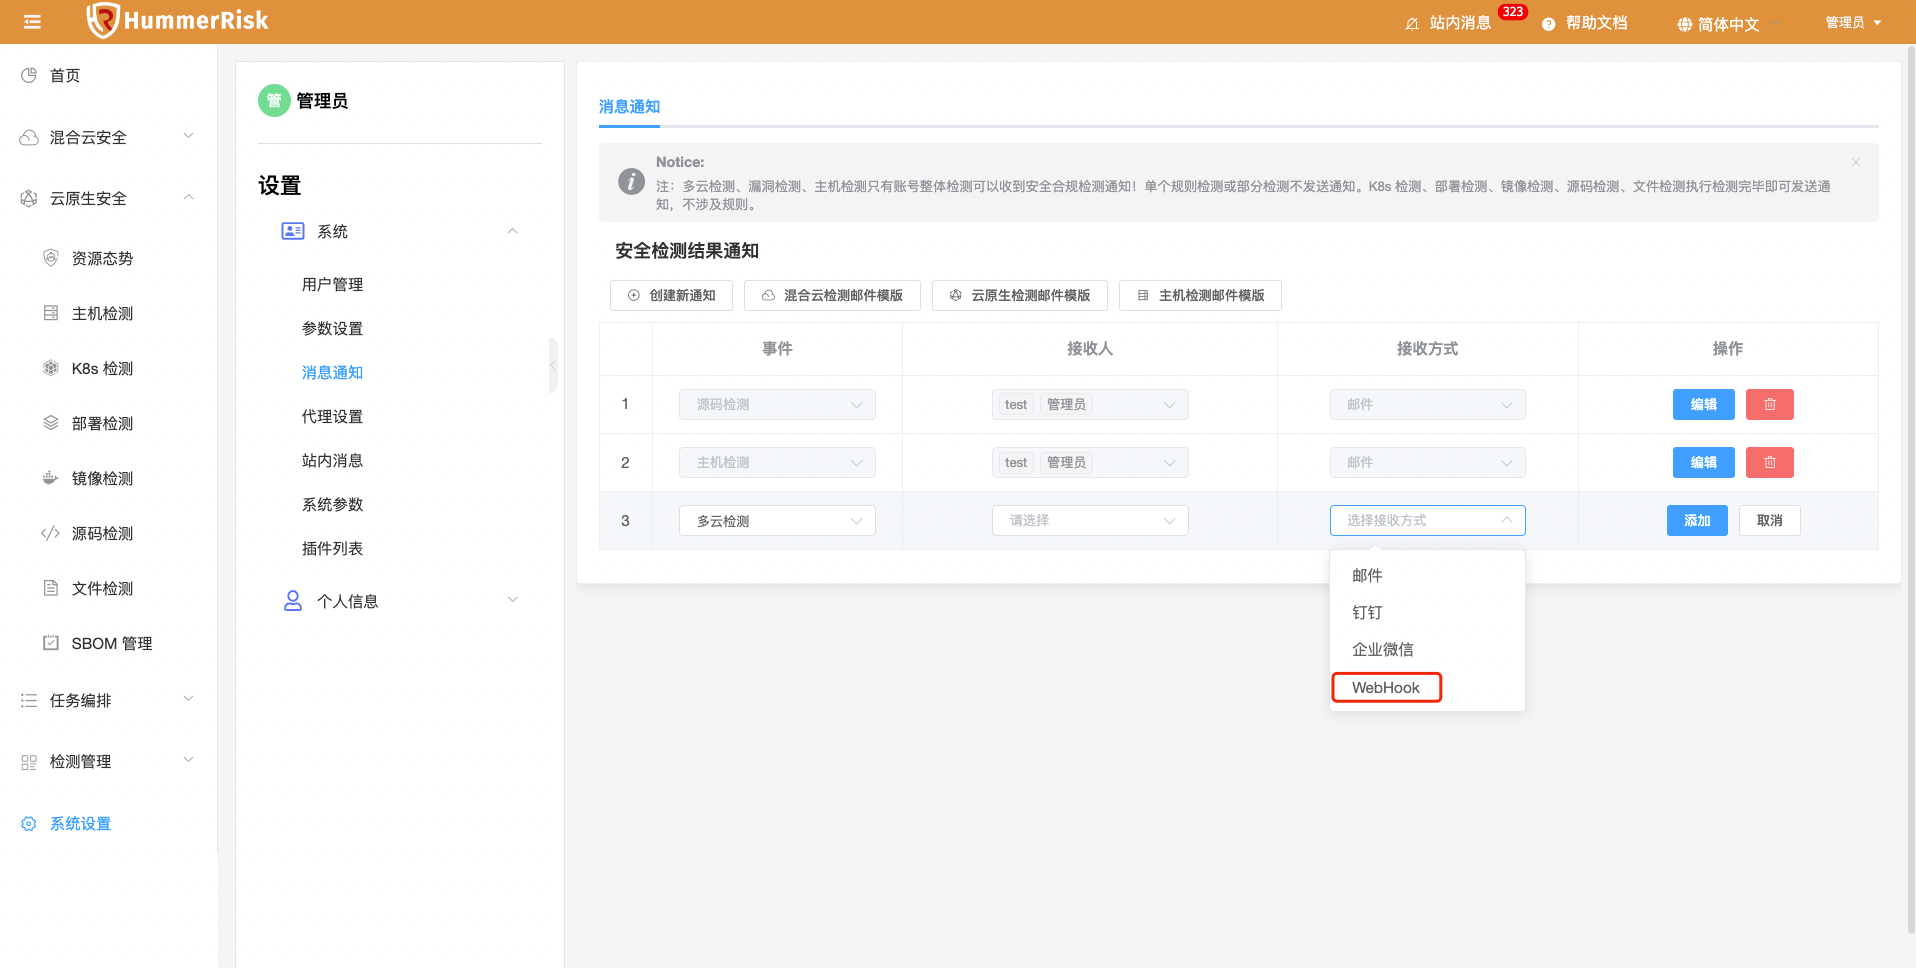 HummerRisk
站内消息
323
帮助文档
简体中文
管理员
首页
混合云安全
云原生安全
资源态势
主机检测
K8s 检测
部署检测
镜像检测
源码检测
文件检测
SBOM 管理
任务编排
检测管理
系统设置
管
管理员
设置
系统
用户管理
参数设置
消息通知
代理设置
站内消息
系统参数
插件列表
个人信息
消息通知
Notice:
注：多云检测、漏洞检测、主机检测只有账号整体检测可以收到安全合规检测通知！单个规则检测或部分检测不发送通知。K8s 检测、部署检测、镜像检测、源码检测、文件检测执行检测完毕即可发送通
知，不涉及规则。
安全检测结果通知
创建新通知 混合云检测邮件模版 云原生检测邮件模版 主机检测邮件模版
事件 接收人 接收方式 操作
1 源码检测 test 管理员 邮件 编辑
2 主机检测 test 管理员 邮件 编辑
3 多云检测 请选择 选择接收方式 添加 取消
邮件
钉钉
企业微信
WebHook